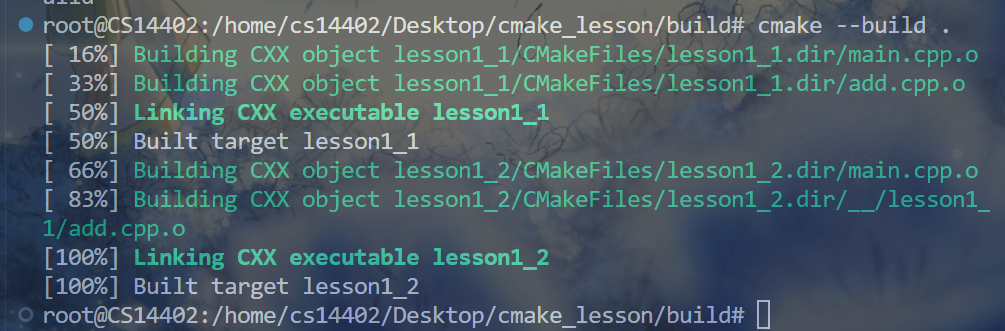 root@CS14402:/home/cs14402/Desktop/cmake_lesson/build# cmake --build .
[ 16%] Building CXX object lesson1_1/CMakeFiles/lesson1_1.dir/main.cpp.o
[ 33%] Building CXX object lesson1_1/CMakeFiles/lesson1_1.dir/add.cpp.o
[ 50%] Linking CXX executable lesson1_1
[ 50%] Built target lesson1_1
[ 66%] Building CXX object lesson1_2/CMakeFiles/lesson1_2.dir/main.cpp.o
[ 83%] Building CXX object lesson1_2/CMakeFiles/lesson1_2.dir/__/lesson1_
1/add.cpp.o
[100%] Linking CXX executable lesson1_2
[100%] Built target lesson1_2
root@CS14402:/home/cs14402/Desktop/cmake_lesson/build#